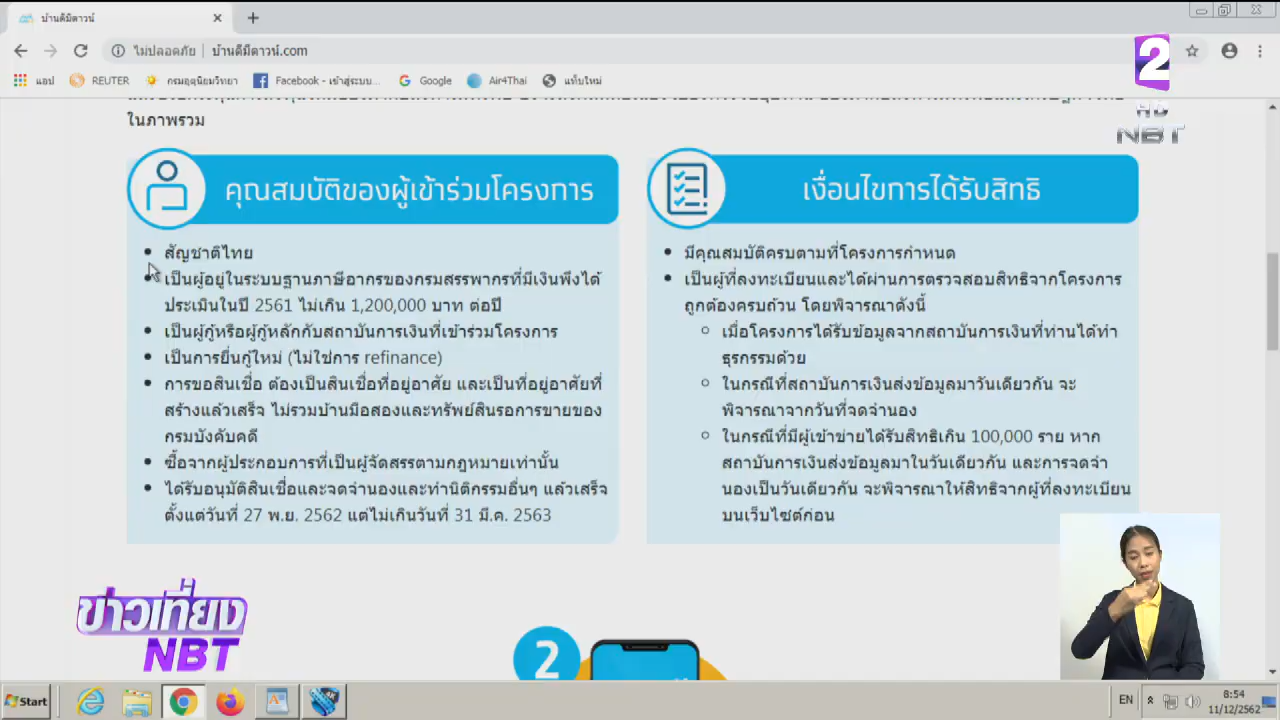 บ้านดีมีดาวน์
ไม่ปลอดภัย | บ้านดีมีดาวน์.com
แอป REUTER กรมอุตุนิยมวิทยา Facebook - เข้าสู่ระบบ... Google Air4Thai แท็บใหม่
2
HD
NBT
ในภาพรวม
คุณสมบัติของผู้เข้าร่วมโครงการ
• สัญชาติไทย
• เป็นผู้อยู่ในระบบฐานภาษีอากรของกรมสรรพากรที่มีเงินพึงได้
ประเมินในปี 2561 ไม่เกิน 1,200,000 บาท ต่อปี
• เป็นผู้กู้หรือผู้กู้หลักกับสถาบันการเงินที่เข้าร่วมโครงการ
• เป็นการยื่นกู้ใหม่ (ไม่ใช่การ refinance)
• การขอสินเชื่อ ต้องเป็นสินเชื่อที่อยู่อาศัย และเป็นที่อยู่อาศัยที่
สร้างแล้วเสร็จ ไม่รวมบ้านมือสองและทรัพย์สินรอการขายของ
กรมบังคับคดี
• ซื้อจากผู้ประกอบการที่เป็นผู้จัดสรรตามกฎหมายเท่านั้น
• ได้รับอนุมัติสินเชื่อและจดจำนองและทำนิติกรรมอื่นๆ แล้วเสร็จ
ตั้งแต่วันที่ 27 พ.ย. 2562 แต่ไม่เกินวันที่ 31 มี.ค. 2563
เงื่อนไขการได้รับสิทธิ
• มีคุณสมบัติครบตามที่โครงการกำหนด
• เป็นผู้ที่ลงทะเบียนและได้ผ่านการตรวจสอบสิทธิจากโครงการ
ถูกต้องครบถ้วน โดยพิจารณาดังนี้
○ เมื่อโครงการได้รับข้อมูลจากสถาบันการเงินที่ท่านได้ทำ
ธุรกรรมด้วย
○ ในกรณีที่สถาบันการเงินส่งข้อมูลมาวันเดียวกัน จะ
พิจารณาจากวันที่จดจำนอง
○ ในกรณีที่มีผู้เข้าข่ายได้รับสิทธิเกิน 100,000 ราย หาก
สถาบันการเงินส่งข้อมูลมาในวันเดียวกัน และการจดจำ
นองเป็นวันเดียวกัน จะพิจารณาให้สิทธิจากผู้ที่ลงทะเบียน
บนเว็บไซต์ก่อน
ข่าวเที่ยง
NBT
2
Start
EN
8:54
11/12/2562